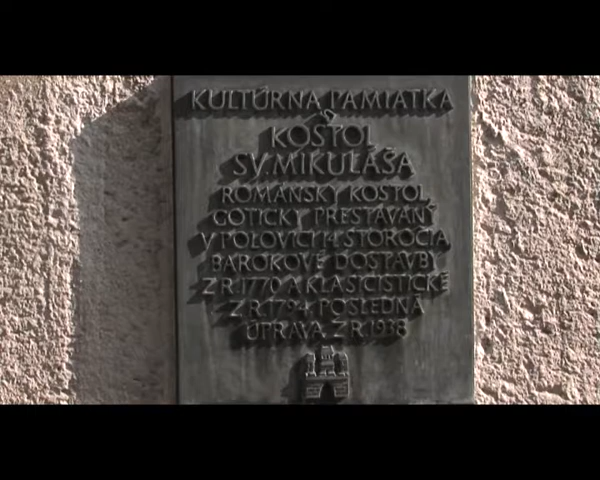 KULTÚRNA PAMIATKA
KOSTOL
SV. MIKULÁŠA
ROMÁNSKY KOSTOL,
GOTICKY PRESTAVANÝ
V POLOVICI 14. STOROČIA
BAROKOVÉ DOSTAVBY
Z R. 1770 A KLASICISTICKÉ
Z R. 1794. POSLEDNÁ
ÚPRAVA Z R. 1938